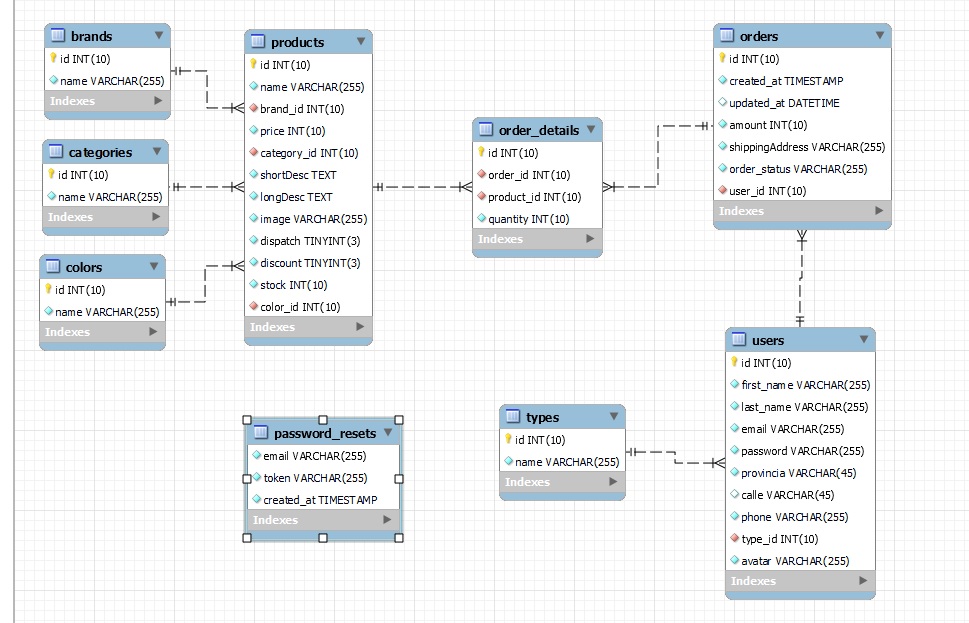 brands
id INT(10)
name VARCHAR(255)
Indexes
categories
id INT(10)
name VARCHAR(255)
Indexes
colors
id INT(10)
name VARCHAR(255)
Indexes
products
id INT(10)
name VARCHAR(255)
brand_id INT(10)
price INT(10)
category_id INT(10)
shortDesc TEXT
longDesc TEXT
image VARCHAR(255)
dispatch TINYINT(3)
discount TINYINT(3)
stock INT(10)
color_id INT(10)
Indexes
order_details
id INT(10)
order_id INT(10)
product_id INT(10)
quantity INT(10)
Indexes
orders
id INT(10)
created_at TIMESTAMP
updated_at DATETIME
amount INT(10)
shippingAddress VARCHAR(255)
order_status VARCHAR(255)
user_id INT(10)
Indexes
password_resets
email VARCHAR(255)
token VARCHAR(255)
created_at TIMESTAMP
Indexes
types
id INT(10)
name VARCHAR(255)
Indexes
users
id INT(10)
first_name VARCHAR(255)
last_name VARCHAR(255)
email VARCHAR(255)
password VARCHAR(255)
provincia VARCHAR(45)
calle VARCHAR(45)
phone VARCHAR(255)
type_id INT(10)
avatar VARCHAR(255)
Indexes